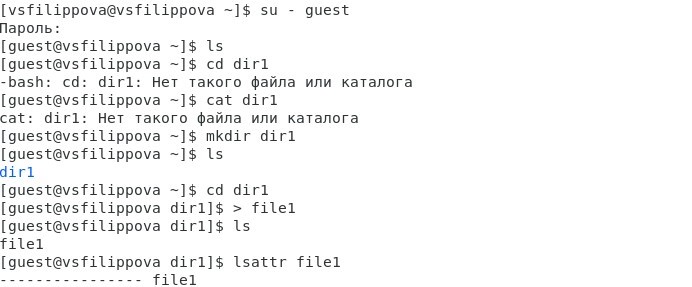 [vsfilippova@vsfilippova ~]$ su - guest
Пароль:
[guest@vsfilippova ~]$ ls
[guest@vsfilippova ~]$ cd dir1
-bash: cd: dir1: Нет такого файла или каталога
[guest@vsfilippova ~]$ cat dir1
cat: dir1: Нет такого файла или каталога
[guest@vsfilippova ~]$ mkdir dir1
[guest@vsfilippova ~]$ ls
dir1
[guest@vsfilippova ~]$ cd dir1
[guest@vsfilippova dir1]$ > file1
[guest@vsfilippova dir1]$ ls
file1
[guest@vsfilippova dir1]$ lsattr file1
---------------- file1